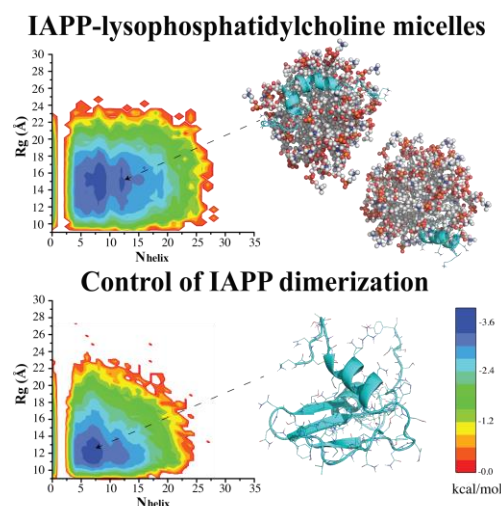 IAPP-lysophosphatidylcholine micelles
30
28
26
24
22
20
18
16
14
12
10
Rg (Å)
0 5 10 15 20 25 30 35
Nhelix
Control of IAPP dimerization
30
28
26
24
22
20
18
16
14
12
10
Rg (Å)
0 5 10 15 20 25 30 35
Nhelix
-3.6
-2.4
-1.2
-0.0
kcal/mol